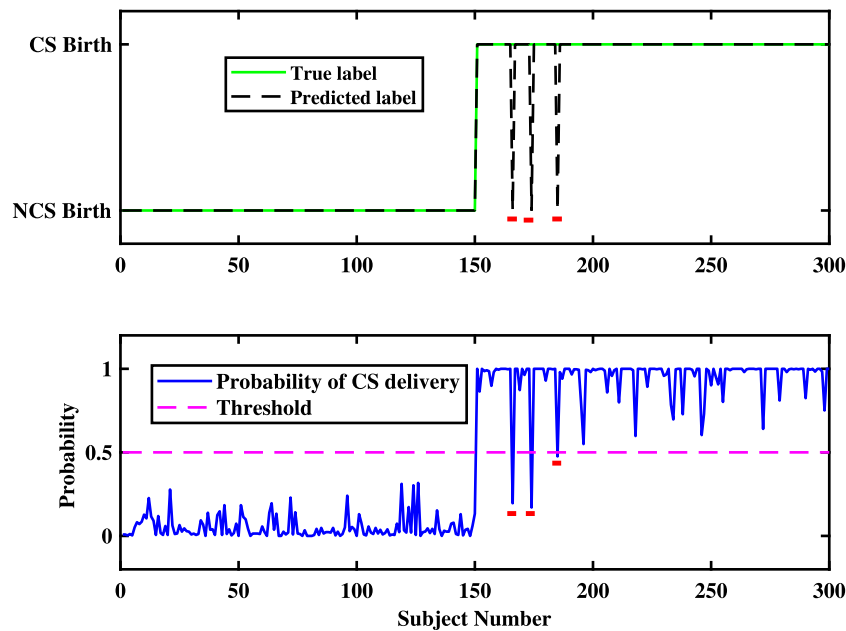 CS Birth
True label
Predicted label
NCS Birth
0 50 100 150 200 250 300
1
Probability of CS delivery
Threshold
0.5
Probability
0
0 50 100 150 200 250 300
Subject Number